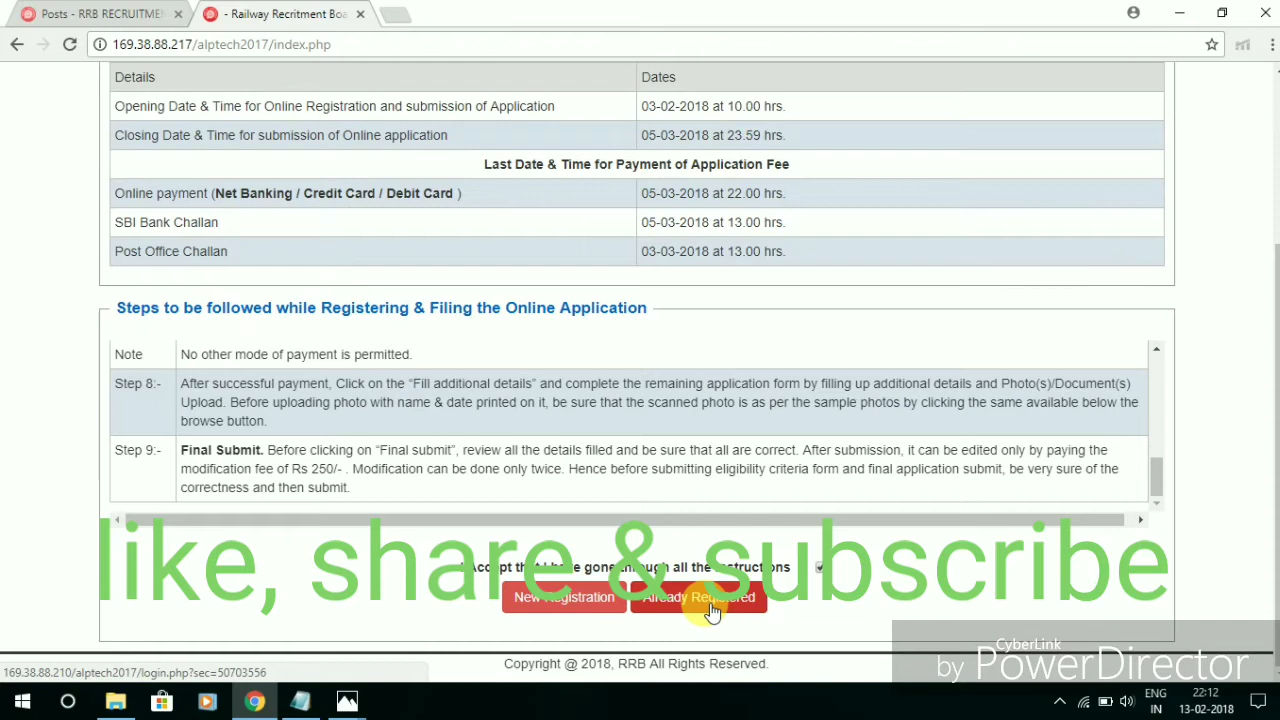 Posts - RRB RECRUITME
- Railway Recritment Boa
169.38.88.217/alptech2017/index.php
Details Dates
Opening Date & Time for Online Registration and submission of Application 03-02-2018 at 10.00 hrs.
Closing Date & Time for submission of Online application 05-03-2018 at 23.59 hrs.
Last Date & Time for Payment of Application Fee
Online payment (Net Banking / Credit Card / Debit Card ) 05-03-2018 at 22.00 hrs.
SBI Bank Challan 05-03-2018 at 13.00 hrs.
Post Office Challan 03-03-2018 at 13.00 hrs.
Steps to be followed while Registering & Filing the Online Application
Note No other mode of payment is permitted.
Step 8:- After successful payment, Click on the “Fill additional details” and complete the remaining application form by filling up additional details and Photo(s)/Document(s)
Upload. Before uploading photo with name & date printed on it, be sure that the scanned photo is as per the sample photos by clicking the same available below the
browse button.
Step 9:- Final Submit. Before clicking on “Final submit”, review all the details filled and be sure that all are correct. After submission, it can be edited only by paying the
modification fee of Rs 250/- . Modification can be done only twice. Hence before submitting eligibility criteria form and final application submit, be very sure of the
correctness and then submit.
like, share & subscribe
I Accept that I have gone through all the instructions
New Registration Already Registered
Copyright @ 2018, RRB All Rights Reserved.
CyberLink
by PowerDirector
169.38.88.210/alptech2017/login.php?sec=50703556
ENG 22:12
IN 13-02-2018